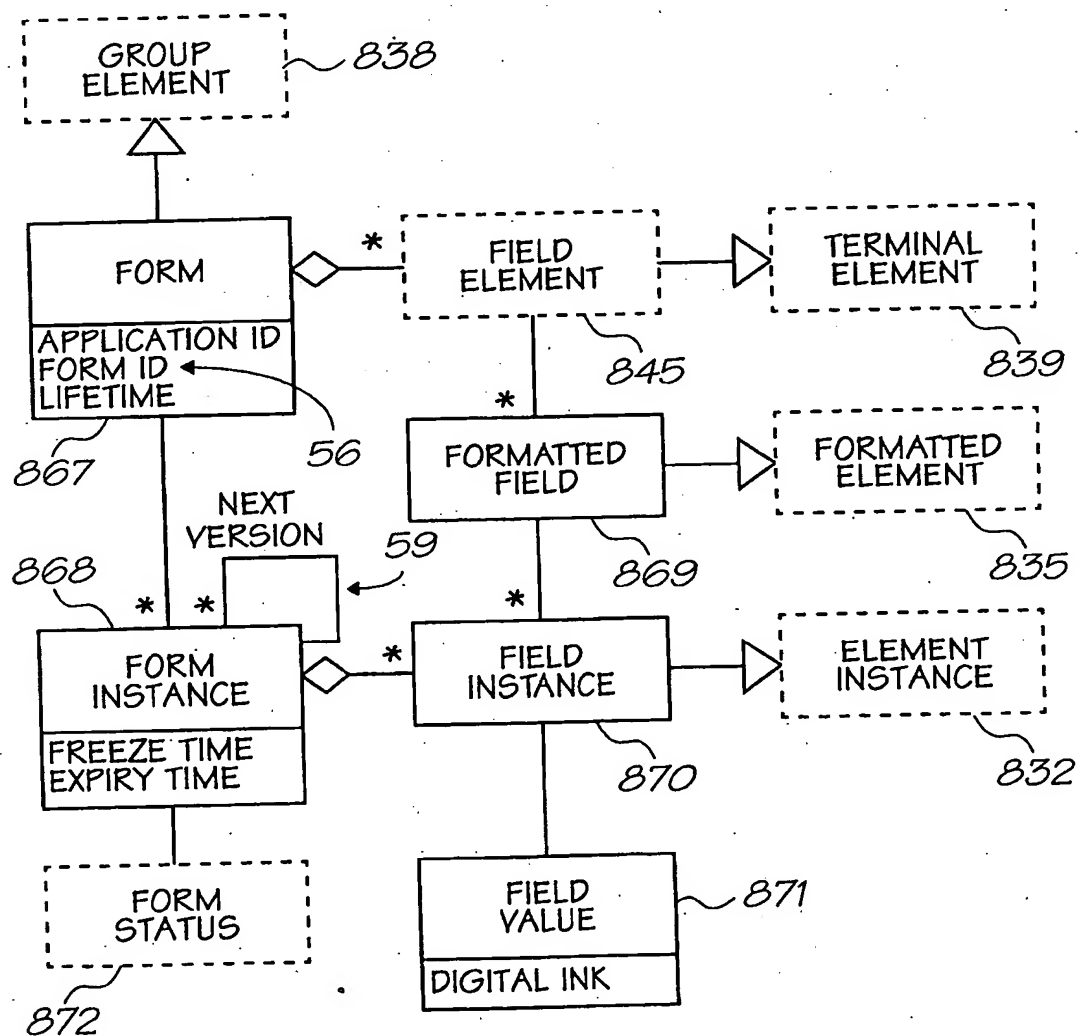 GROUP
ELEMENT
838
FORM
APPLICATION ID
FORM ID
LIFETIME
867
56
*
FIELD
ELEMENT
845
TERMINAL
ELEMENT
839
*
FORMATTED
FIELD
869
FORMATTED
ELEMENT
835
NEXT
VERSION
59
868
*
*
FORM
INSTANCE
FREEZE TIME
EXPIRY TIME
*
*
FIELD
INSTANCE
870
ELEMENT
INSTANCE
832
FORM
STATUS
872
FIELD
VALUE
DIGITAL INK
871